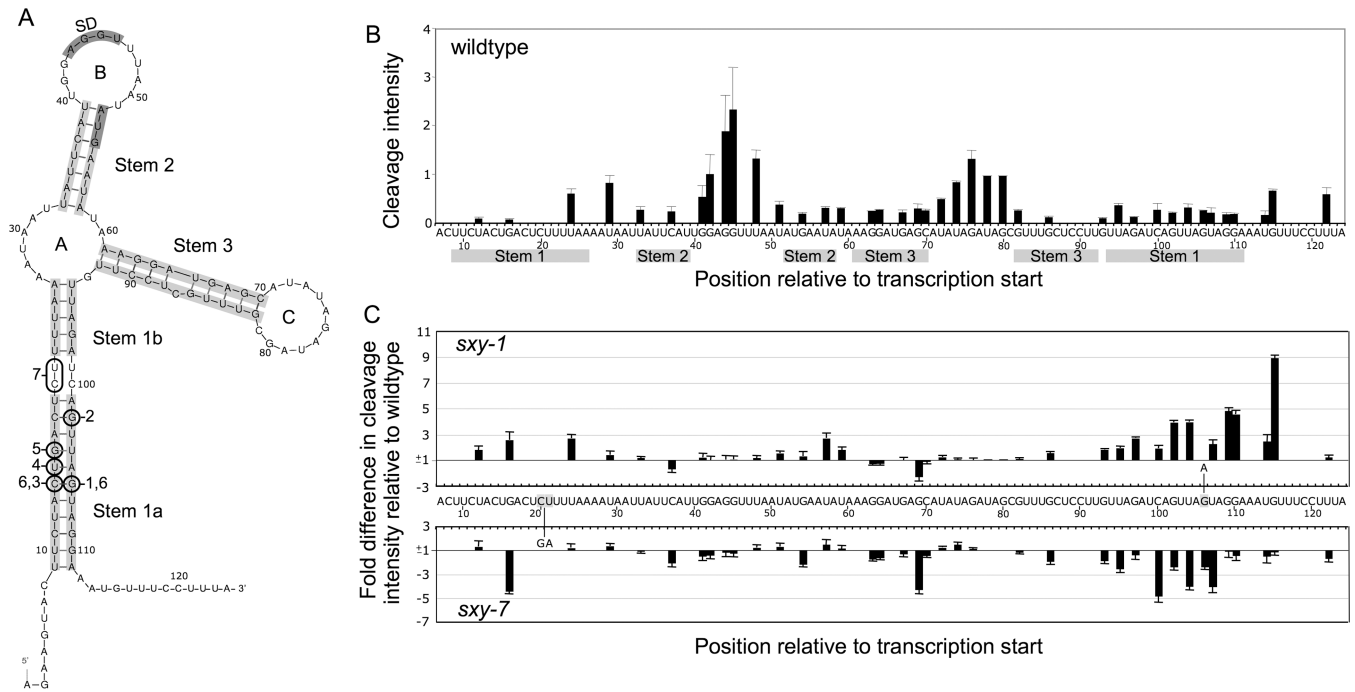 A
SD
B
40
50
Stem 2
30
A
60
Stem 3
70
C
80
90
Stem 1b
7
100
2
5
4
6,3
1,6
Stem 1a
10
110
120
A-U-G-U-U-U-C-C-U-U-U-A-3'
5'
B
wildtype
Cleavage intensity
4
3
2
1
0
ACUUCUACUGACUCUUUUAAAAUAAUUAUUCAUUGGAGGUUUAAUAUGAAUAUAAAGGAUGAGCAUAUAGAUAGCGUUUGCUCCUUGUUAGAUCAGUUAGUAGGAAAUGUUUCCUUUA
10 20 30 40 50 60 70 80 90 100 110 120
Stem 1 Stem 2 Stem 2 Stem 3 Stem 3 Stem 1
Position relative to transcription start
C
sxy-1
Fold difference in cleavage
intensity relative to wildtype
11
9
7
5
3
±1
A
ACUUCUACUGACUCUUUUAAAAUAAUUAUUCAUUGGAGGUUUAAUAUGAAUAUAAAGGAUGAGCAUAUAGAUAGCGUUUGCUCCUUGUUAGAUCAGUUAGUAGGAAAUGUUUCCUUUA
10 20 30 40 50 60 70 80 90 100 110 120
GA
3
±1
-3
-5
-7
sxy-7
Position relative to transcription start